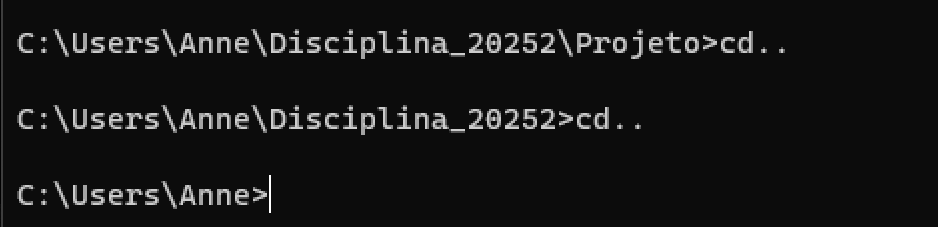 C:\Users\Anne\Disciplina_20252\Projeto>cd..
C:\Users\Anne\Disciplina_20252>cd..
C:\Users\Anne>